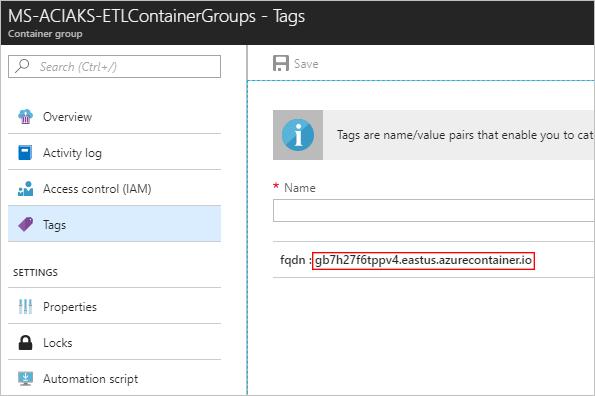 MS-ACIAKS-ETLContainerGroups - Tags
Container group
Search (Ctrl+/)
Overview
Activity log
Access control (IAM)
Tags
SETTINGS
Properties
Locks
Automation script
Save
Tags are name/value pairs that enable you to cat
* Name
fqdn : gb7h27f6tppv4.eastus.azurecontainer.io